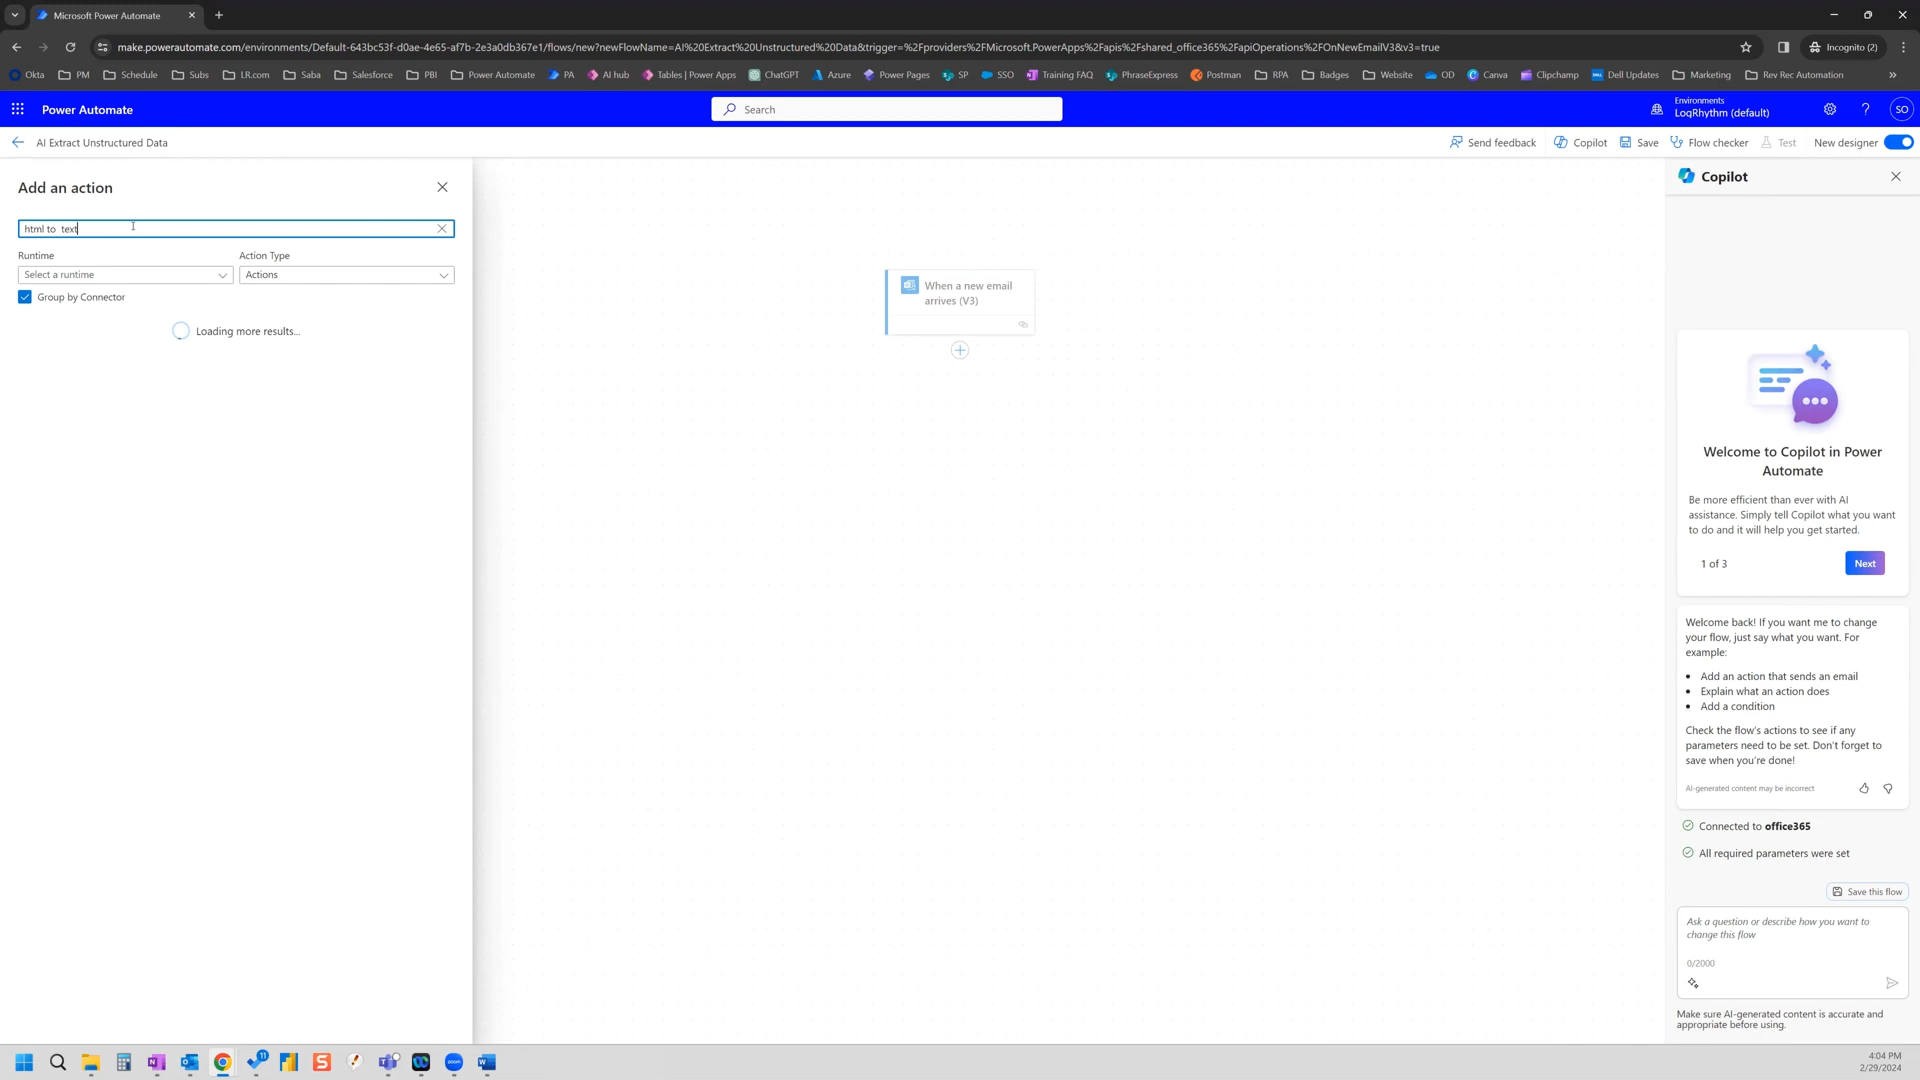 Microsoft Power Automate
make.powerautomate.com/environments/Default-643bc53f-d0ae-4e65-af7b-2e3a0db367e1/flows/new?newFlowName=AI%20Extract%20Unstructured%20Data&trigger=%2Fproviders%2FMicrosoft.PowerApps%2Fapis%2Fshared_office365%2FapiOperations%2FOnNewEmailV3&v3=true
Incognito (2)
Okta PM Schedule Subs LR.com Saba Salesforce PBI Power Automate PA AI hub Tables | Power Apps ChatGPT Azure Power Pages SP SSO Training FAQ PhraseExpress Postman RPA Badges Website OD Canva Clipchamp Dell Updates Marketing Rev Rec Automation
Power Automate
Search
Environments
LogRhythm (default)
SO
AI Extract Unstructured Data
Send feedback Copilot Save Flow checker Test New designer
Add an action
html to  text
Runtime Action Type
Select a runtime Actions
Group by Connector
Loading more results...
When a new email
arrives (V3)
Copilot
Welcome to Copilot in Power
Automate
Be more efficient than ever with AI
assistance. Simply tell Copilot what you want
to do and it will help you get started.
1 of 3 Next
Welcome back! If you want me to change
your flow, just say what you want. For
example:
• Add an action that sends an email
• Explain what an action does
• Add a condition
Check the flow's actions to see if any
parameters need to be set. Don't forget to
save when you're done!
AI-generated content may be incorrect
Connected to office365
All required parameters were set
Save this flow
Ask a question or describe how you want to
change this flow
0/2000
Make sure AI-generated content is accurate and
appropriate before using.
11
zoom
4:04 PM
2/29/2024